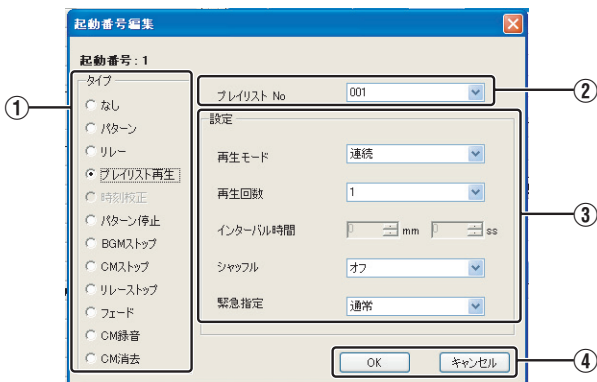 起動番号編集
起動番号：1
タイプ
なし
パターン
リレー
プレイリスト再生
時刻校正
パターン停止
BGMストップ
CMストップ
リレーストップ
フェード
CM録音
CM消去
プレイリスト No 001
設定
再生モード 連続
再生回数 1
インターバル時間 0 mm 0 ss
シャッフル オフ
緊急指定 通常
OK キャンセル
①
②
③
④